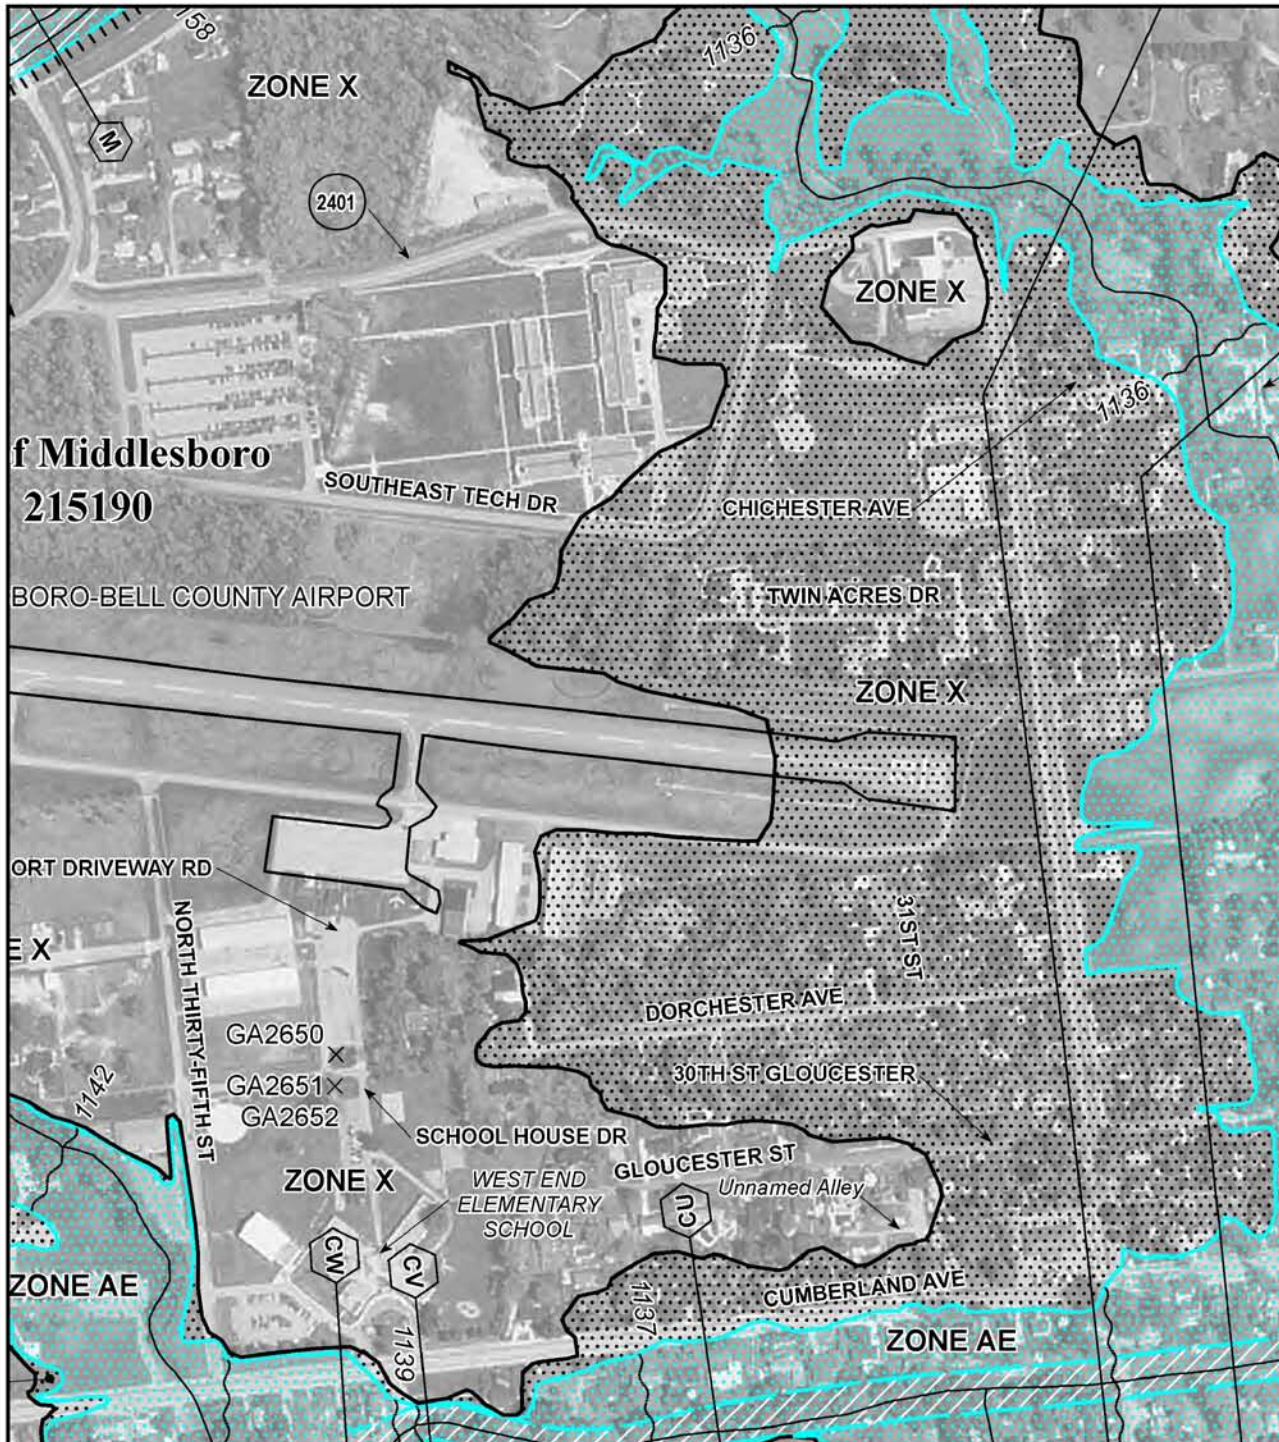 1158
1136
ZONE X
M
2401
ZONE X
1136
f Middlesboro
215190
SOUTHEAST TECH DR
CHICHESTER AVE
BORO-BELL COUNTY AIRPORT
TWIN ACRES DR
ZONE X
ORT DRIVEWAY RD
NORTH THIRTY-FIFTH ST
31ST ST
E X
DORCHESTER AVE
GA2650
GA2651
GA2652
30TH ST GLOUCESTER
1142
SCHOOL HOUSE DR
GLOUCESTER ST
ZONE X
WEST END
ELEMENTARY
SCHOOL
Unnamed Alley
CU
CW
CV
ZONE AE
CUMBERLAND AVE
1137
1139
ZONE AE